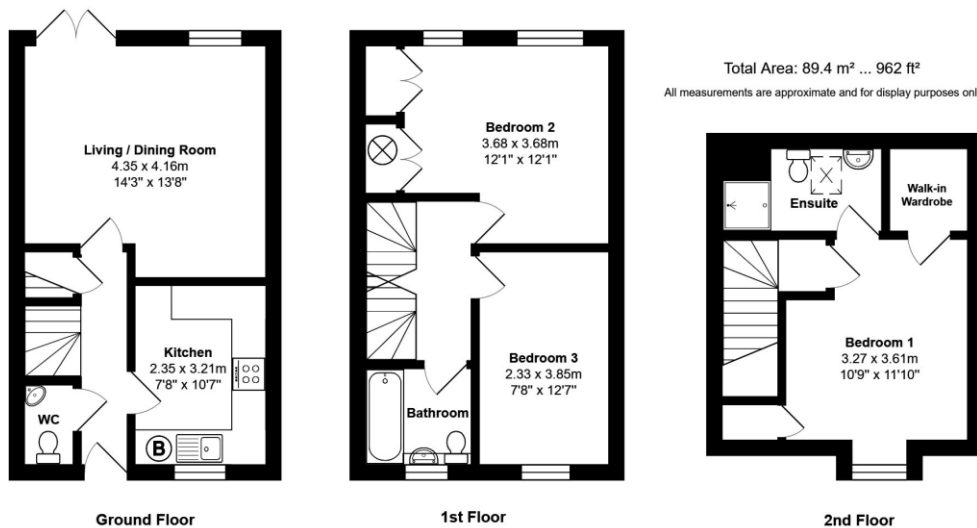 Living / Dining Room
4.35 x 4.16m
14'3" x 13'8"
Kitchen
2.35 x 3.21m
7'8" x 10'7"
WC
B
Ground Floor
Bedroom 2
3.68 x 3.68m
12'1" x 12'1"
Bedroom 3
2.33 x 3.85m
7'8" x 12'7"
Bathroom
1st Floor
Total Area: 89.4 m² ... 962 ft²
All measurements are approximate and for display purposes onl
Ensuite
Walk-in
Wardrobe
Bedroom 1
3.27 x 3.61m
10'9" x 11'10"
2nd Floor